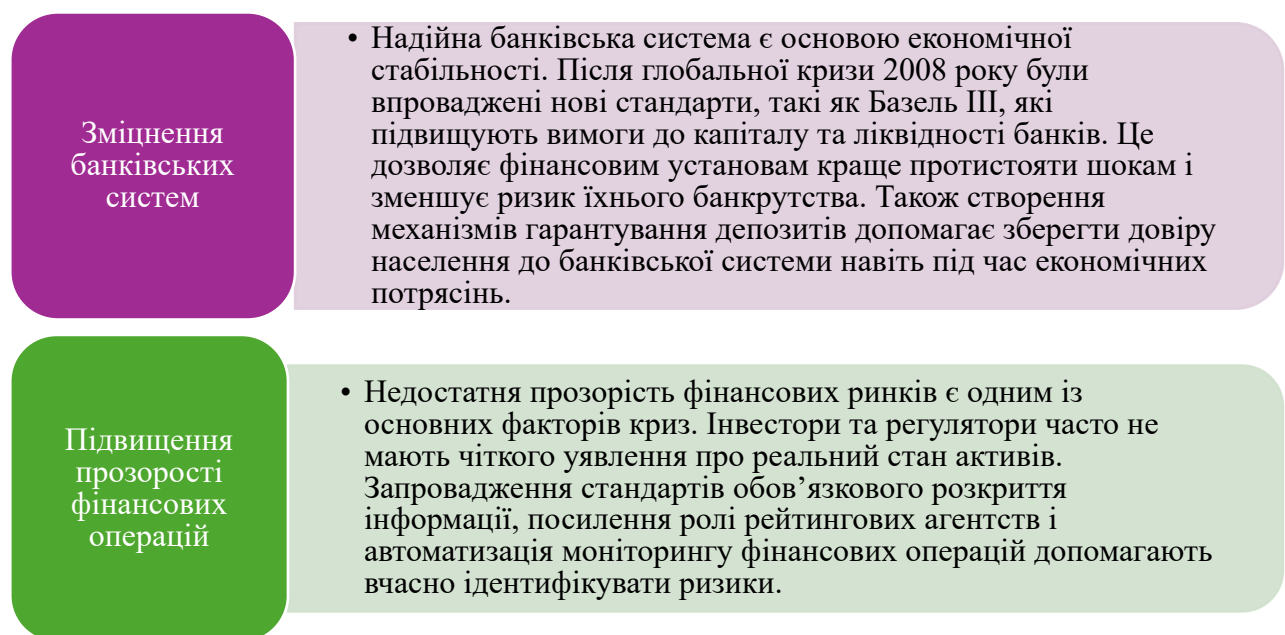 Зміцнення
банківських
систем
• Надійна банківська система є основою економічної
стабільності. Після глобальної кризи 2008 року були
впроваджені нові стандарти, такі як Базель III, які
підвищують вимоги до капіталу та ліквідності банків. Це
дозволяє фінансовим установам краще протистояти шокам і
зменшує ризик їхнього банкрутства. Також створення
механізмів гарантування депозитів допомагає зберегти довіру
населення до банківської системи навіть під час економічних
потрясінь.
Підвищення
прозорості
фінансових
операцій
• Недостатня прозорість фінансових ринків є одним із
основних факторів криз. Інвестори та регулятори часто не
мають чіткого уявлення про реальний стан активів.
Запровадження стандартів обов’язкового розкриття
інформації, посилення ролі рейтингових агентств і
автоматизація моніторингу фінансових операцій допомагають
вчасно ідентифікувати ризики.